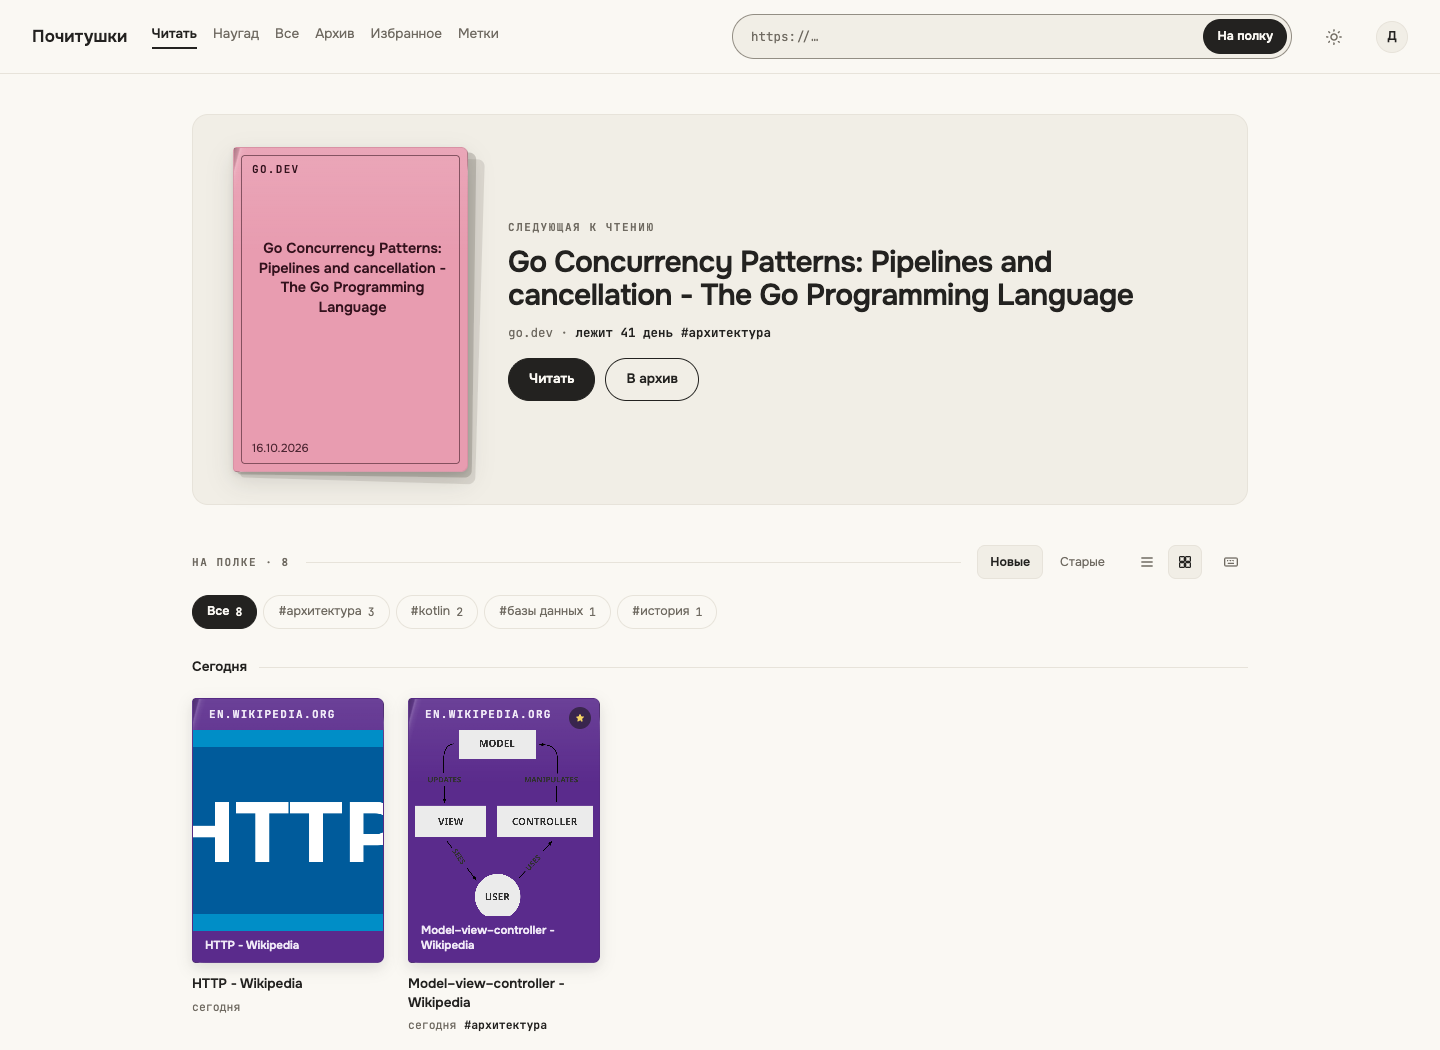 Почитушки
Читать
Наугад
Все
Архив
Избранное
Метки
https://…
На полку
Д
GO.DEV
Go Concurrency Patterns:
Pipelines and cancellation -
The Go Programming
Language
16.10.2026
СЛЕДУЮЩАЯ К ЧТЕНИЮ
Go Concurrency Patterns: Pipelines and
cancellation - The Go Programming Language
go.dev · лежит 41 день #архитектура
Читать
В архив
НА ПОЛКЕ · 8
Новые
Старые
Все 8
#архитектура 3
#kotlin 2
#базы данных 1
#история 1
Сегодня
EN.WIKIPEDIA.ORG
HTTP
HTTP - Wikipedia
HTTP - Wikipedia
сегодня
EN.WIKIPEDIA.ORG
MODEL
UPDATES
MANIPULATES
VIEW
CONTROLLER
SEES
USES
USER
Model–view–controller -
Wikipedia
Model–view–controller -
Wikipedia
сегодня #архитектура